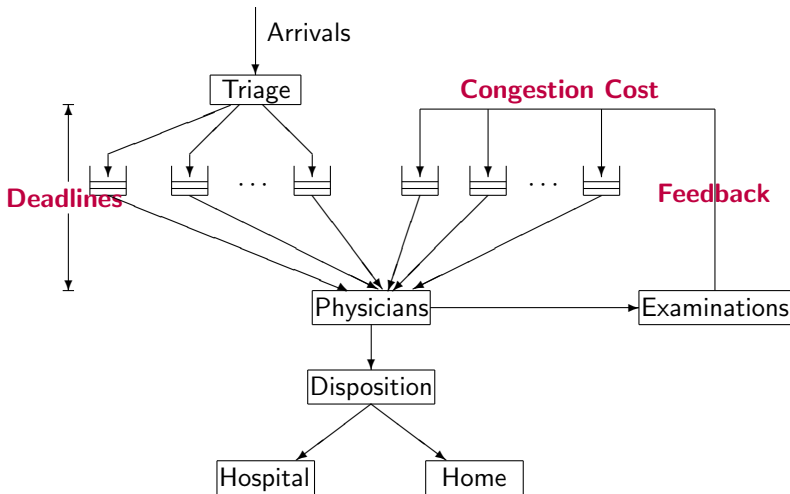 Arrivals
Triage
Congestion Cost
· · ·
· · ·
Deadlines
Feedback
Physicians
Examinations
Disposition
Hospital
Home